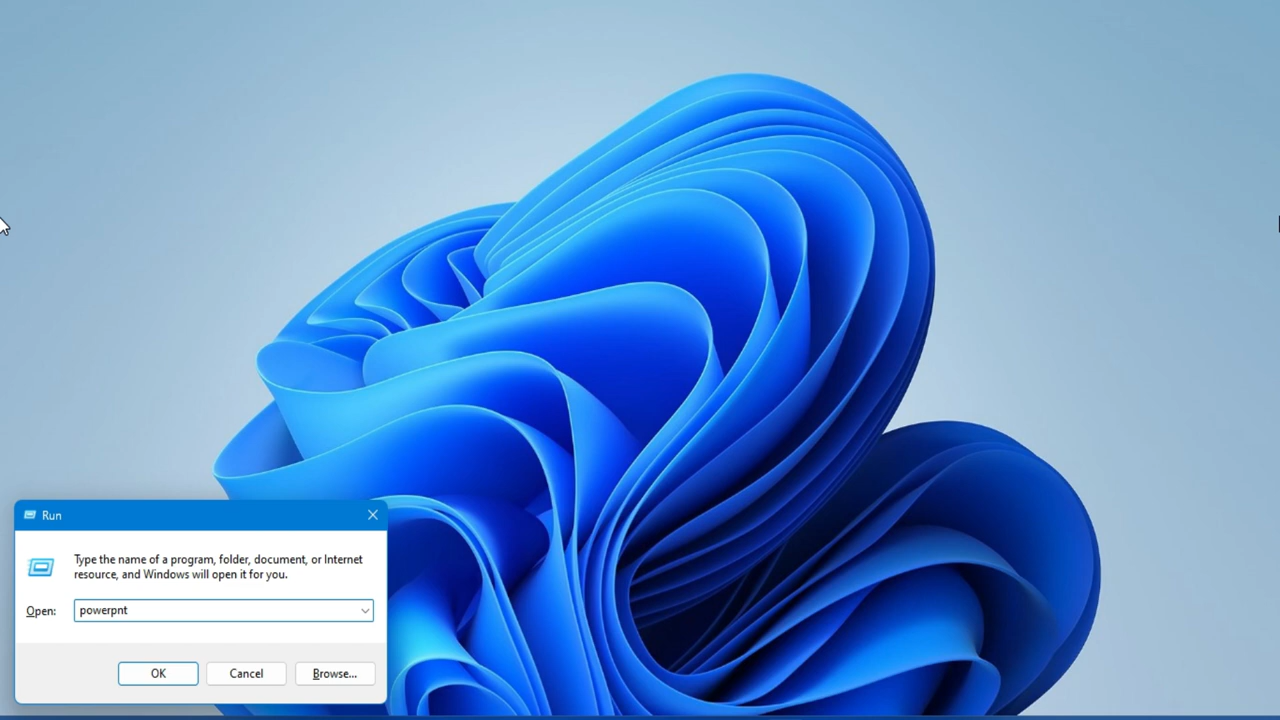 Run
Type the name of a program, folder, document, or Internet
resource, and Windows will open it for you.
Open: powerpnt
OK Cancel Browse...